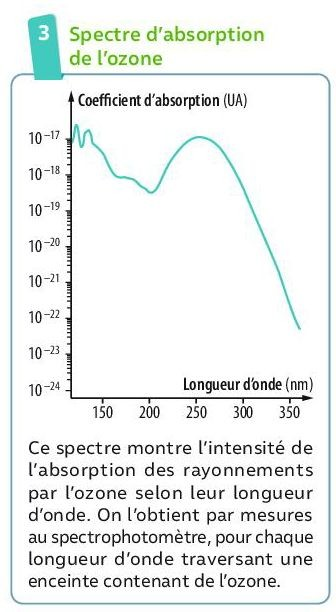 3 Spectre d'absorption
de l'ozone
Coefficient d'absorption (UA)
10⁻¹⁷
10⁻¹⁸
10⁻¹⁹
10⁻²⁰
10⁻²¹
10⁻²²
10⁻²³
10⁻²⁴
Longueur d'onde (nm)
150 200 250 300 350
Ce spectre montre l'intensité de
l'absorption des rayonnements
par l'ozone selon leur longueur
d'onde. On l'obtient par mesures
au spectrophotomètre, pour chaque
longueur d'onde traversant une
enceinte contenant de l'ozone.